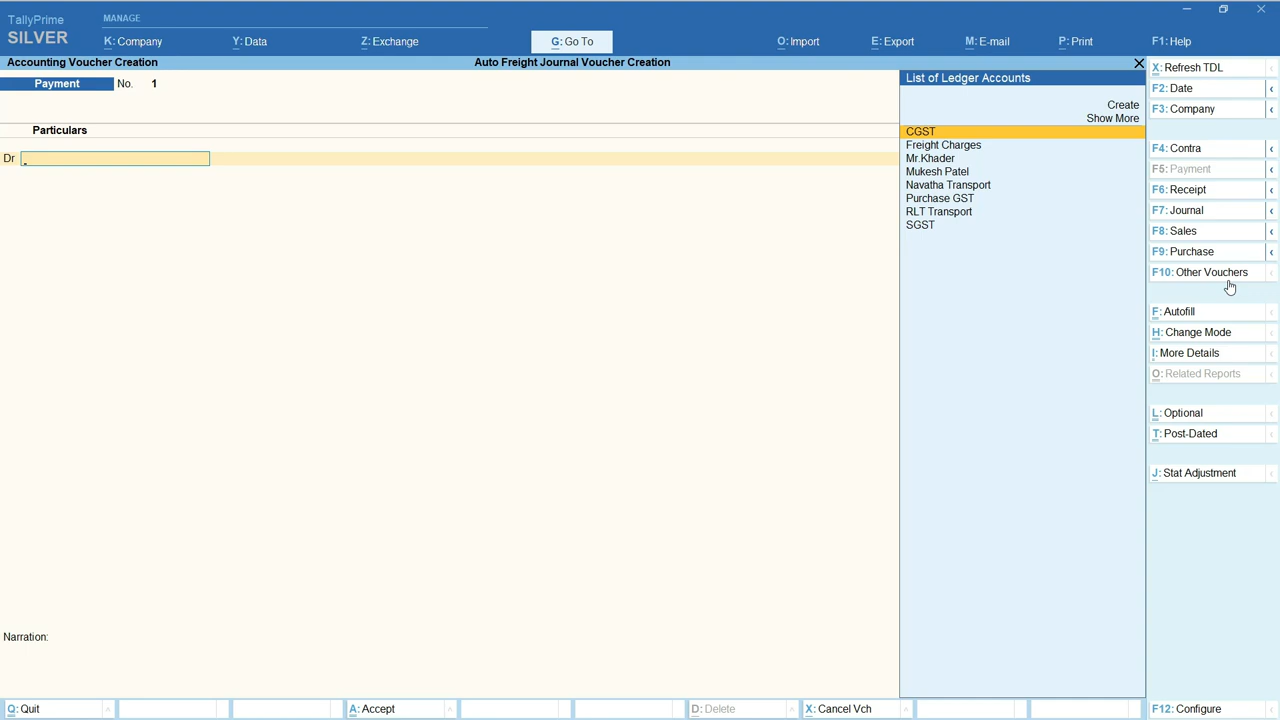 TallyPrime
SILVER
MANAGE
K: Company
Y: Data
Z: Exchange
G: Go To
O: Import
E: Export
M: E-mail
P: Print
F1: Help
Accounting Voucher Creation
Auto Freight Journal Voucher Creation
Payment No. 1
Particulars
Dr
Narration:
List of Ledger Accounts
Create
Show More
CGST
Freight Charges
Mr.Khader
Mukesh Patel
Navatha Transport
Purchase GST
RLT Transport
SGST
X: Refresh TDL
F2: Date
F3: Company
F4: Contra
F5: Payment
F6: Receipt
F7: Journal
F8: Sales
F9: Purchase
F10: Other Vouchers
F: Autofill
H: Change Mode
I: More Details
O: Related Reports
L: Optional
T: Post-Dated
J: Stat Adjustment
Q: Quit
A: Accept
D: Delete
X: Cancel Vch
F12: Configure